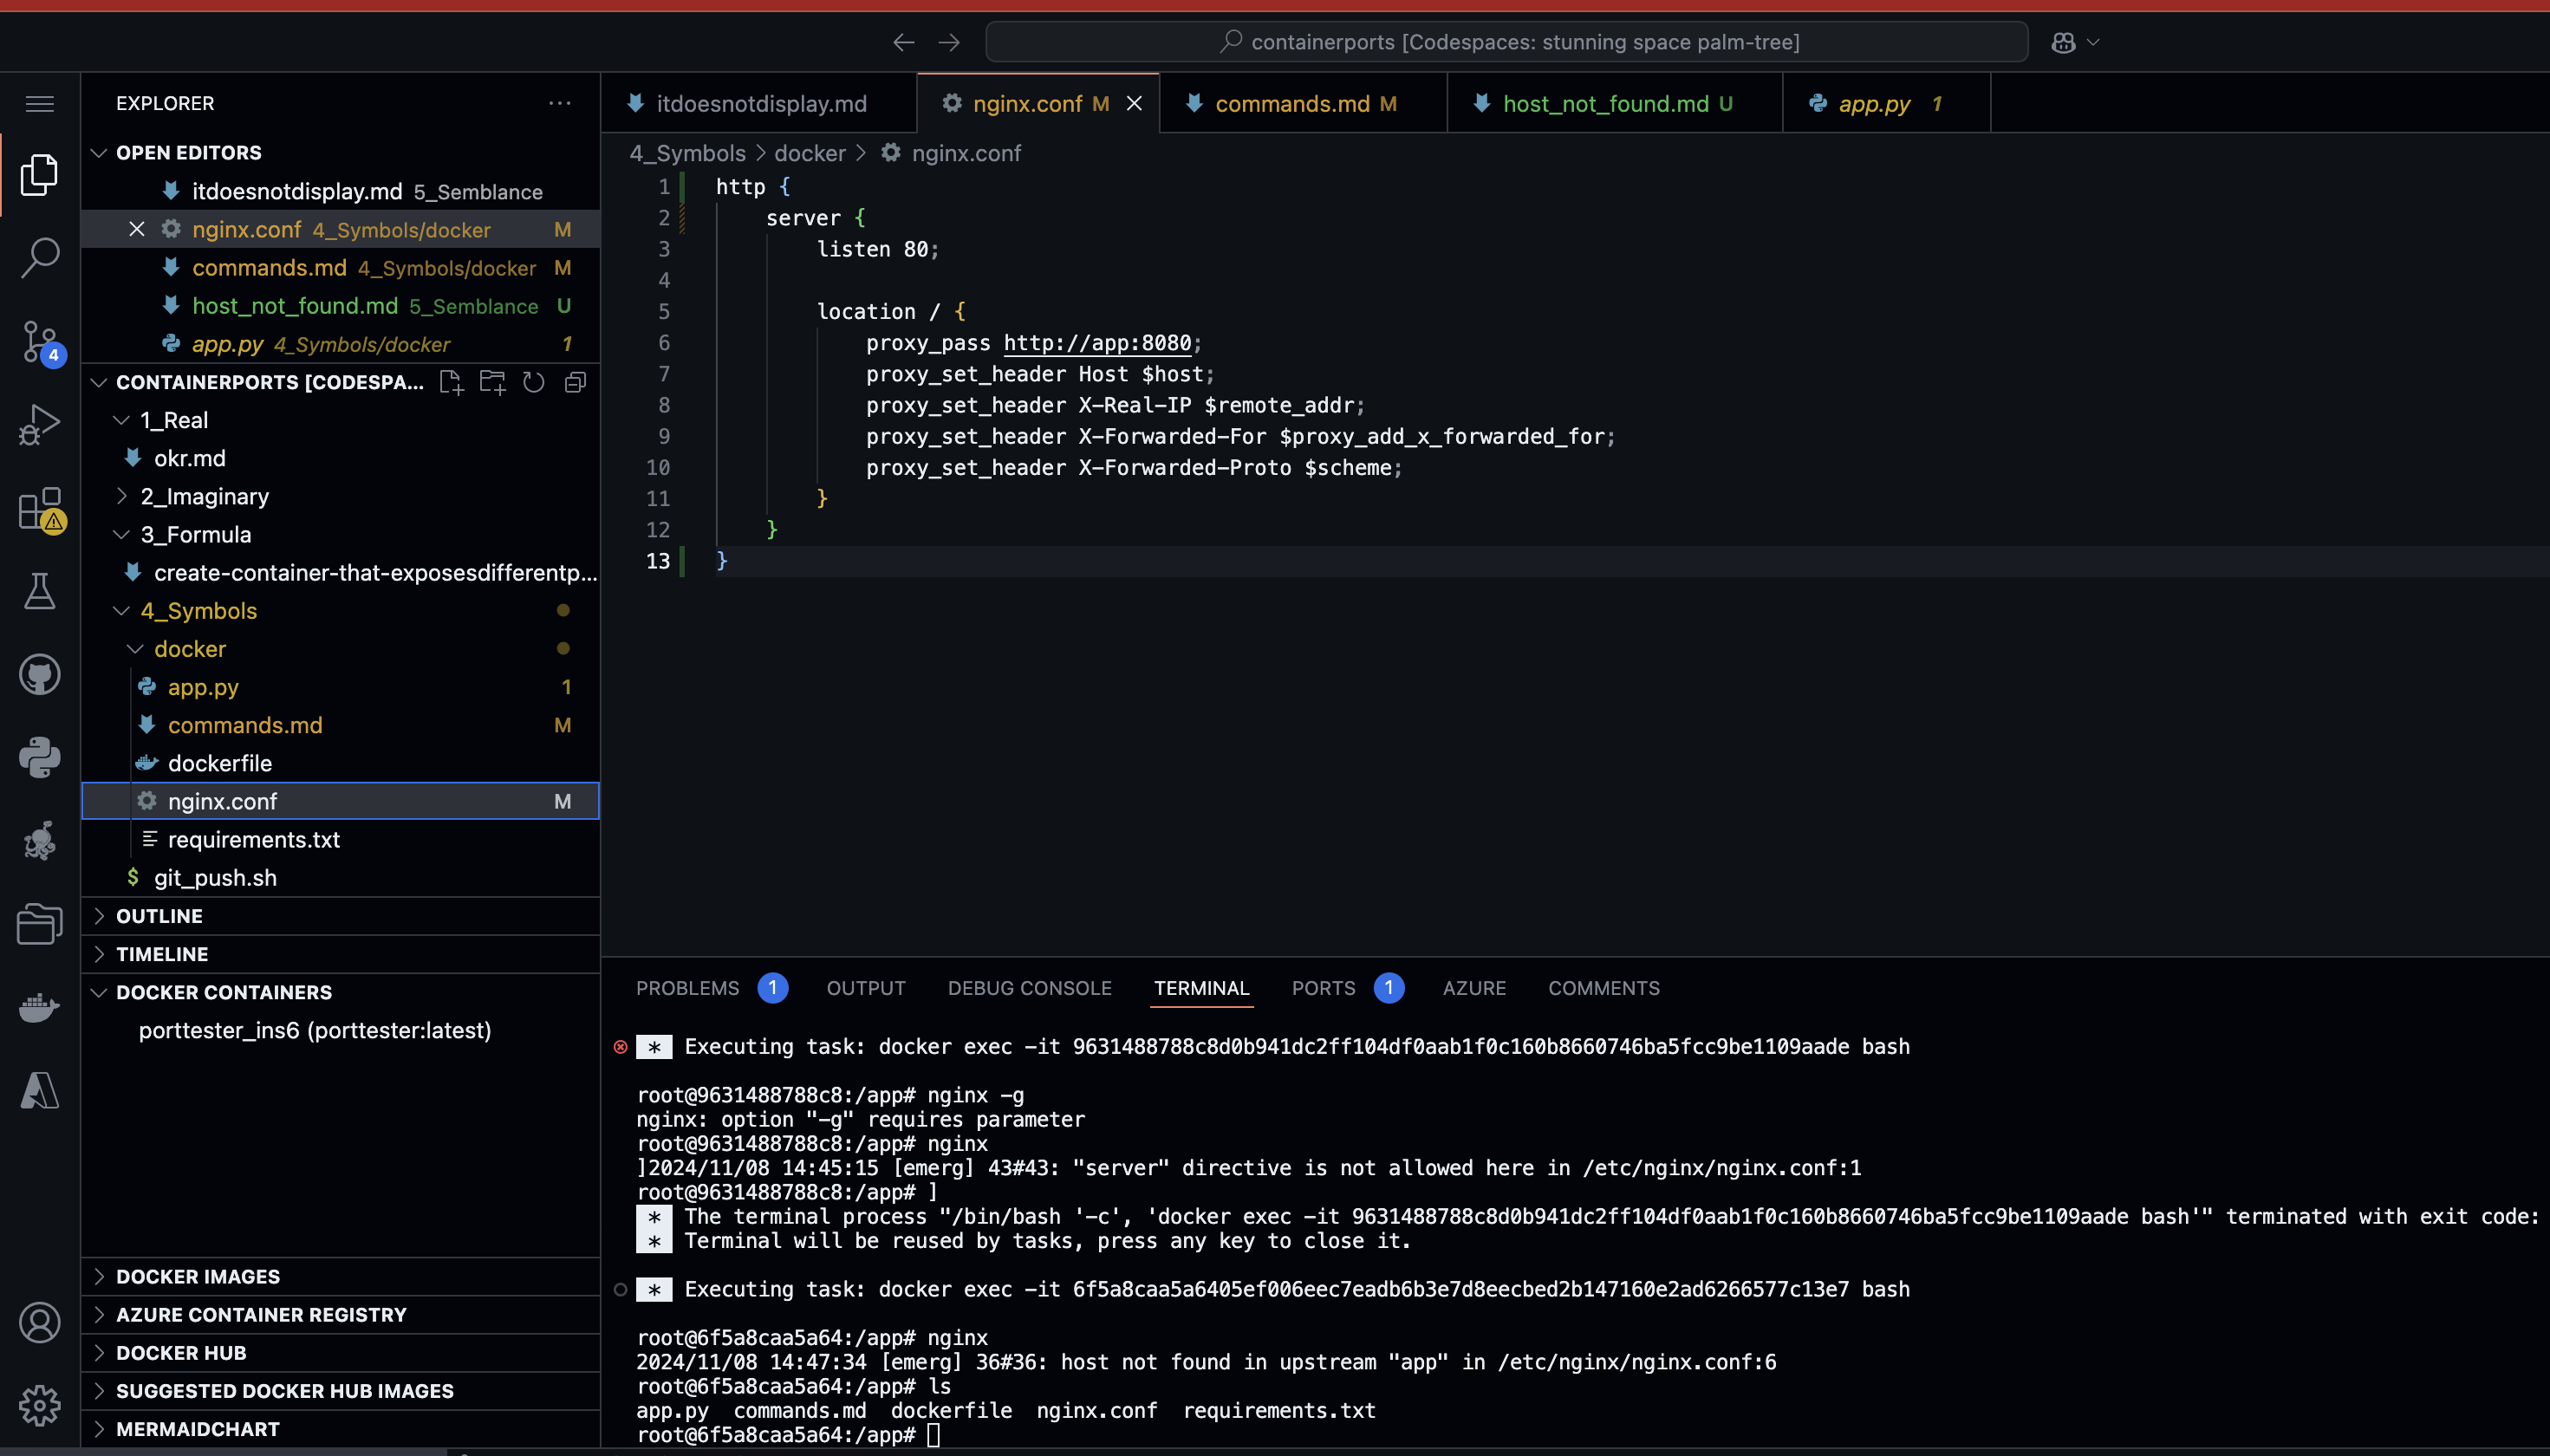 containerports [Codespaces: stunning space palm-tree]
EXPLORER
OPEN EDITORS
itdoesnotdisplay.md 5_Semblance
nginx.conf 4_Symbols/docker M
commands.md 4_Symbols/docker M
host_not_found.md 5_Semblance U
app.py 4_Symbols/docker 1
CONTAINERPORTS [CODESPA...
1_Real
okr.md
2_Imaginary
3_Formula
create-container-that-exposesdifferentp...
4_Symbols
docker
app.py 1
commands.md M
dockerfile
nginx.conf M
requirements.txt
$ git_push.sh
OUTLINE
TIMELINE
DOCKER CONTAINERS
porttester_ins6 (porttester:latest)
DOCKER IMAGES
AZURE CONTAINER REGISTRY
DOCKER HUB
SUGGESTED DOCKER HUB IMAGES
MERMAIDCHART
4
itdoesnotdisplay.md nginx.conf M commands.md M host_not_found.md U app.py 1
4_Symbols > docker > nginx.conf
1 http {
2 server {
3 listen 80;
4
5 location / {
6 proxy_pass http://app:8080;
7 proxy_set_header Host $host;
8 proxy_set_header X-Real-IP $remote_addr;
9 proxy_set_header X-Forwarded-For $proxy_add_x_forwarded_for;
10 proxy_set_header X-Forwarded-Proto $scheme;
11 }
12 }
13 }
PROBLEMS 1 OUTPUT DEBUG CONSOLE TERMINAL PORTS 1 AZURE COMMENTS
* Executing task: docker exec -it 9631488788c8d0b941dc2ff104df0aab1f0c160b8660746ba5fcc9be1109aade bash
root@9631488788c8:/app# nginx -g
nginx: option "-g" requires parameter
root@9631488788c8:/app# nginx
]2024/11/08 14:45:15 [emerg] 43#43: "server" directive is not allowed here in /etc/nginx/nginx.conf:1
root@9631488788c8:/app# ]
* The terminal process "/bin/bash '-c', 'docker exec -it 9631488788c8d0b941dc2ff104df0aab1f0c160b8660746ba5fcc9be1109aade bash'" terminated with exit code:
* Terminal will be reused by tasks, press any key to close it.
* Executing task: docker exec -it 6f5a8caa5a6405ef006eec7eadb6b3e7d8eecbed2b147160e2ad6266577c13e7 bash
root@6f5a8caa5a64:/app# nginx
2024/11/08 14:47:34 [emerg] 36#36: host not found in upstream "app" in /etc/nginx/nginx.conf:6
root@6f5a8caa5a64:/app# ls
app.py commands.md dockerfile nginx.conf requirements.txt
root@6f5a8caa5a64:/app#